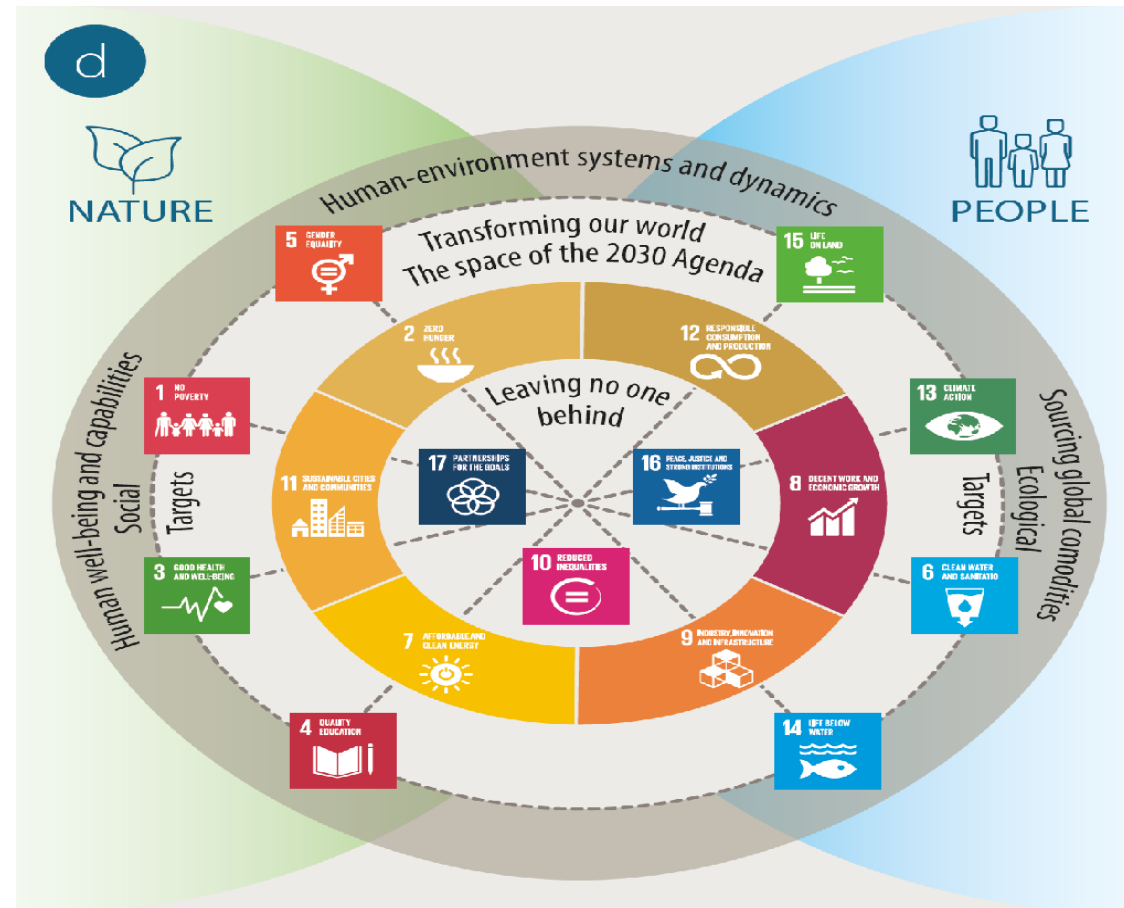 d
NATURE
PEOPLE
Human-environment systems and dynamics
Transforming our world
The space of the 2030 Agenda
5 GENDER
EQUALITY
15 LIFE
ON LAND
2 ZERO
HUNGER
12 RESPONSIBLE
CONSUMPTION
AND PRODUCTION
Leaving no one
behind
1 NO
POVERTY
13 CLIMATE
ACTION
Human well-being and capabilities
Social
Targets
17 PARTNERSHIPS
FOR THE GOALS
16 PEACE, JUSTICE AND
STRONG INSTITUTIONS
11 SUSTAINABLE CITIES
AND COMMUNITIES
8 DECENT WORK AND
ECONOMIC GROWTH
Targets
Ecological
Sourcing global comodities
3 GOOD HEALTH
AND WELL-BEING
10 REDUCED
INEQUALITIES
6 CLEAN WATER
AND SANITATIO
7 AFFORDABLE AND
CLEAN ENERGY
9 INDUSTRY, INNOVATION
AND INFRASTRUCTURE
4 QUALITY
EDUCATION
14 LIFE BELOW
WATER